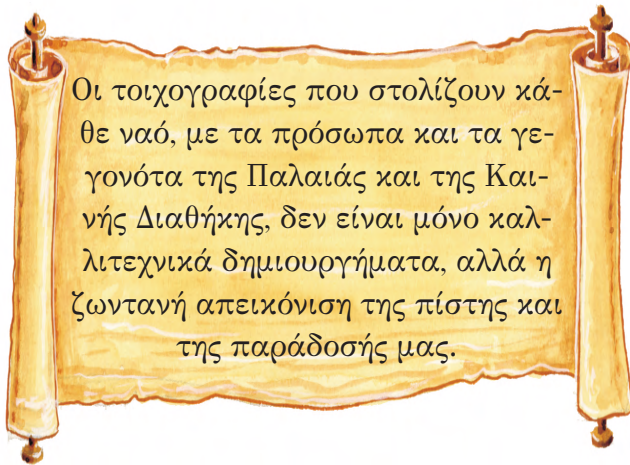 Οι τοιχογραφίες που στολίζουν κά-
θε ναό, με τα πρόσωπα και τα γε-
γονότα της Παλαιάς και της Και-
νής Διαθήκης, δεν είναι μόνο καλ-
λιτεχνικά δημιουργήματα, αλλά η
ζωντανή απεικόνιση της πίστης και
της παράδοσής μας.